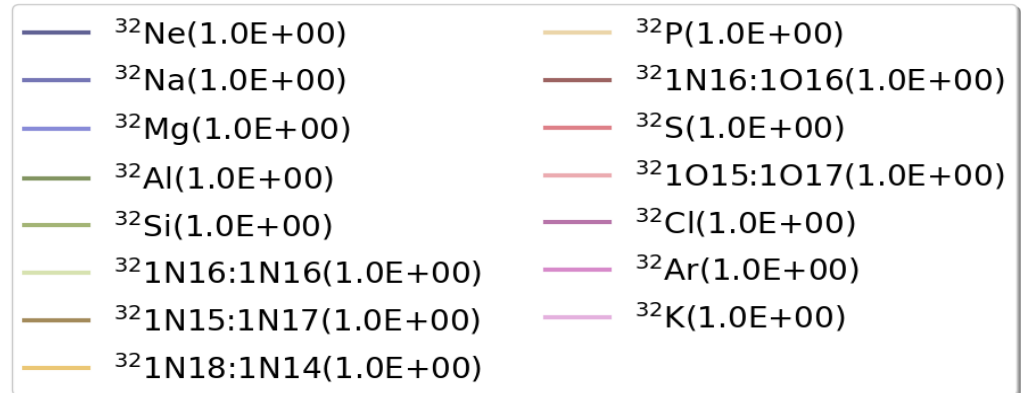 ³²Ne(1.0E+00)
³²Na(1.0E+00)
³²Mg(1.0E+00)
³²Al(1.0E+00)
³²Si(1.0E+00)
³²1N16:1N16(1.0E+00)
³²1N15:1N17(1.0E+00)
³²1N18:1N14(1.0E+00)
³²P(1.0E+00)
³²1N16:1O16(1.0E+00)
³²S(1.0E+00)
³²1O15:1O17(1.0E+00)
³²Cl(1.0E+00)
³²Ar(1.0E+00)
³²K(1.0E+00)